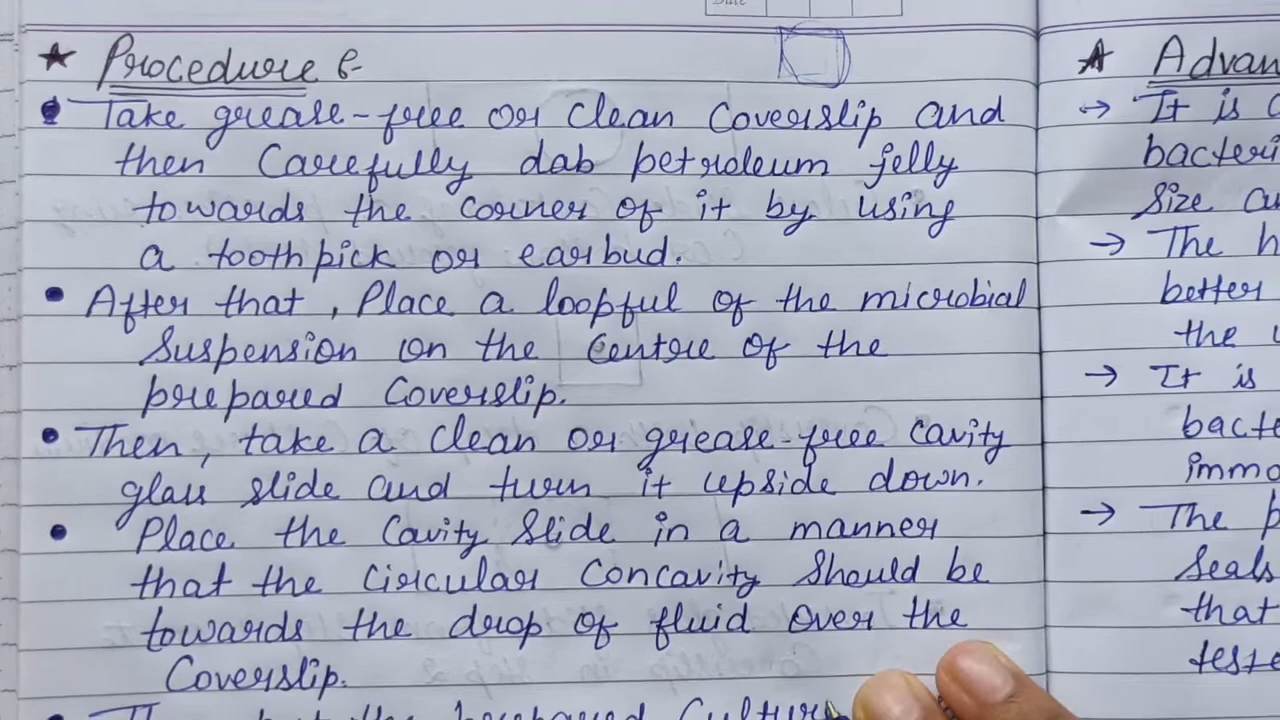 Date
★ Procedure :-
• Take grease-free or clean Coverslip and
then Carefully dab petroleum jelly
towards the corner of it by using
a toothpick or earbud.
• After that, Place a loopful of the microbial
Suspension on the Centre of the
prepared Coverslip.
• Then, take a clean or grease-free cavity
glass slide and turn it upside down.
• Place the Cavity Slide in a manner
that the circular Concavity Should be
towards the drop of fluid over the
Coverslip.
the prepared Cultur
★ Advan
→ It is
bacteri
Size
→ The h
better
the
→ It is
bacte
immo
→ The p
Seals
that
teste